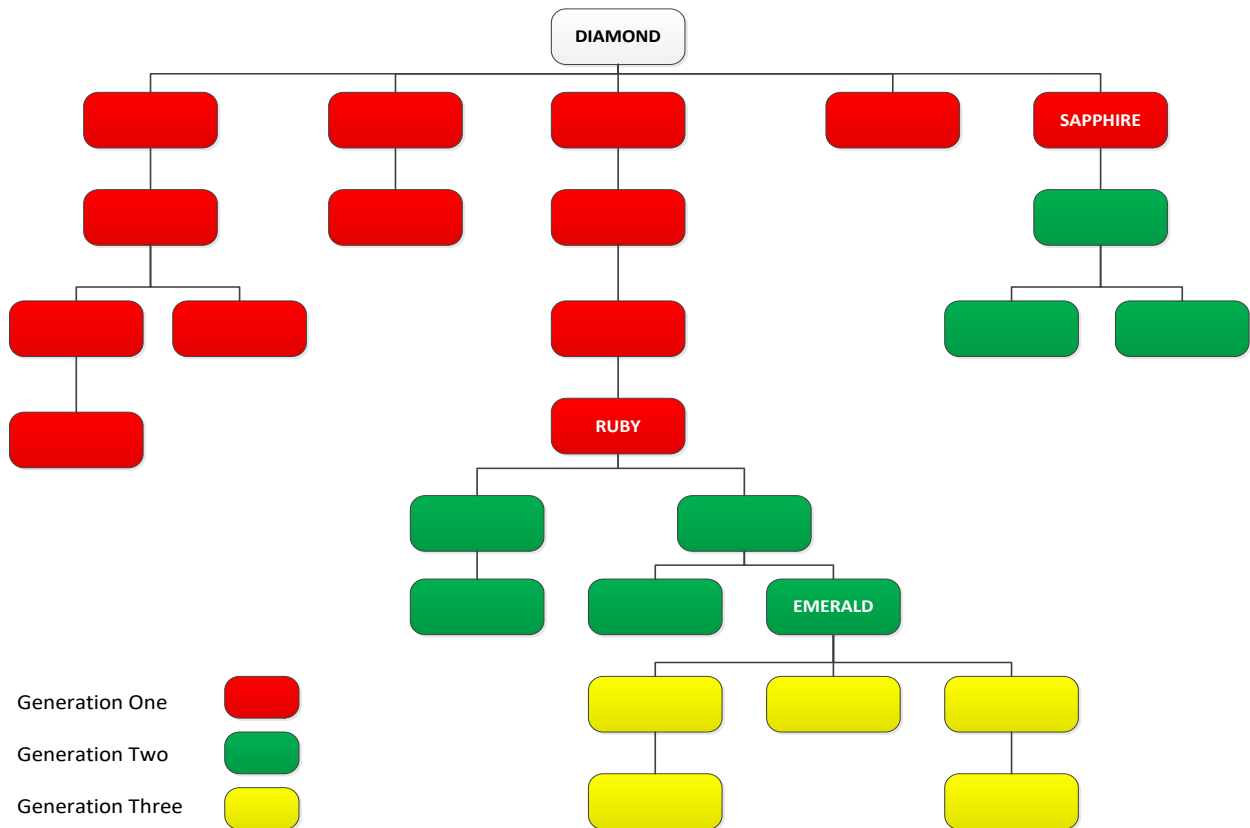 DIAMOND
SAPPHIRE
RUBY
EMERALD
Generation One
Generation Two
Generation Three